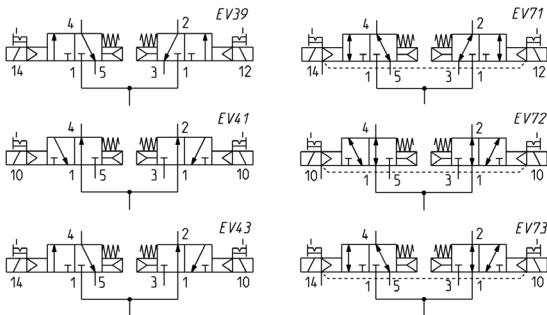 4 2 EV39
14 1 5 3 1 12
4 2 EV71
14 1 5 3 1 12
4 2 EV41
10 1 5 3 1 10
4 2 EV72
10 1 5 3 1 10
4 2 EV43
14 1 5 3 1 10
4 2 EV73
14 1 5 3 1 10